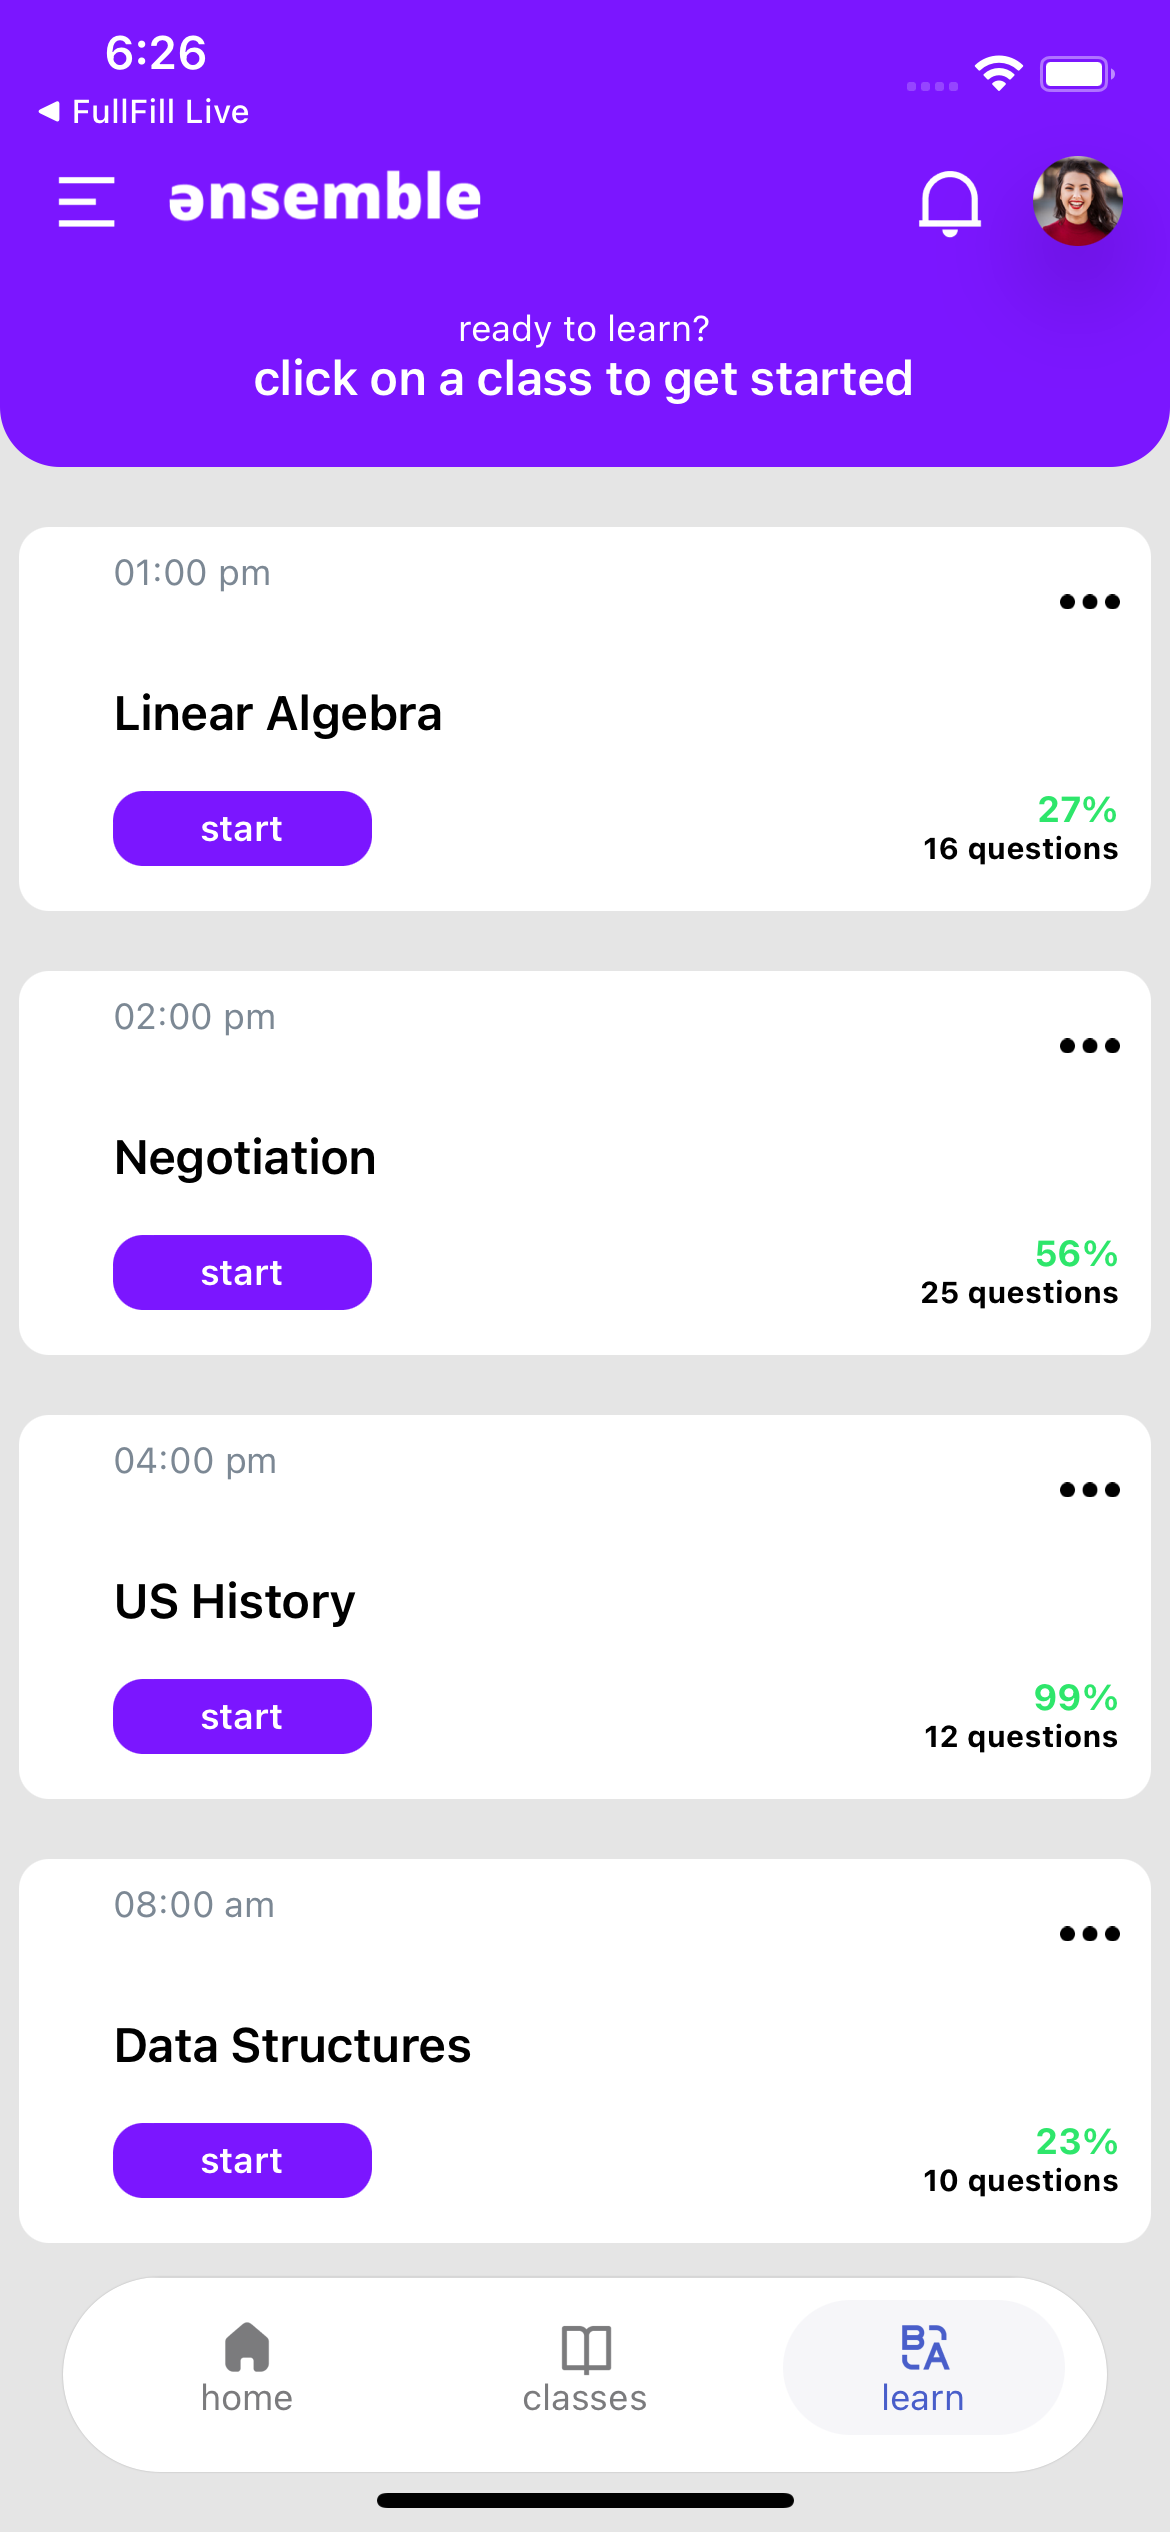 6:26
◀ FullFill Live
ənsemble
ready to learn?
click on a class to get started
01:00 pm
Linear Algebra
start
27%
16 questions
02:00 pm
Negotiation
start
56%
25 questions
04:00 pm
US History
start
99%
12 questions
08:00 am
Data Structures
start
23%
10 questions
home
classes
learn